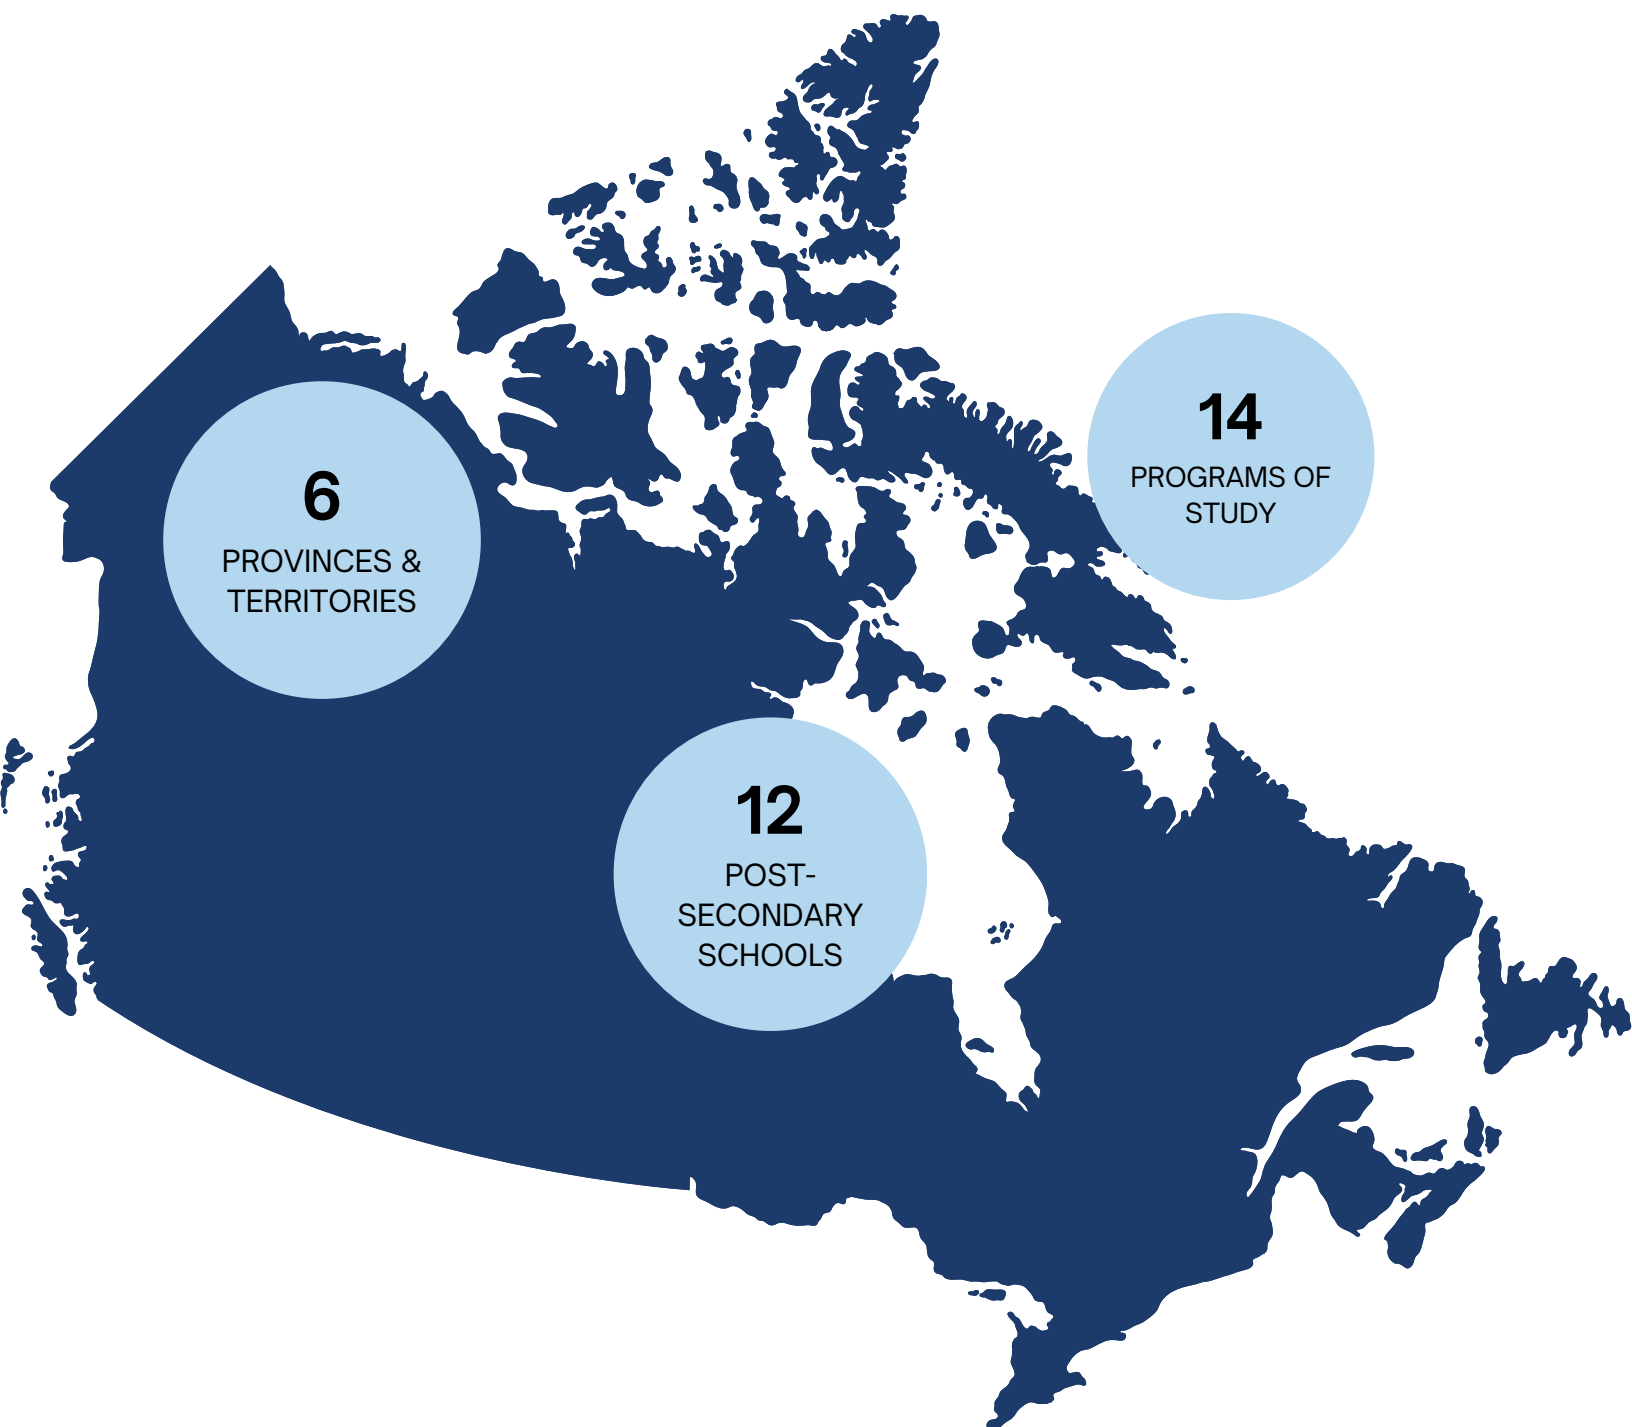 6
PROVINCES &
TERRITORIES
14
PROGRAMS OF
STUDY
12
POST-
SECONDARY
SCHOOLS